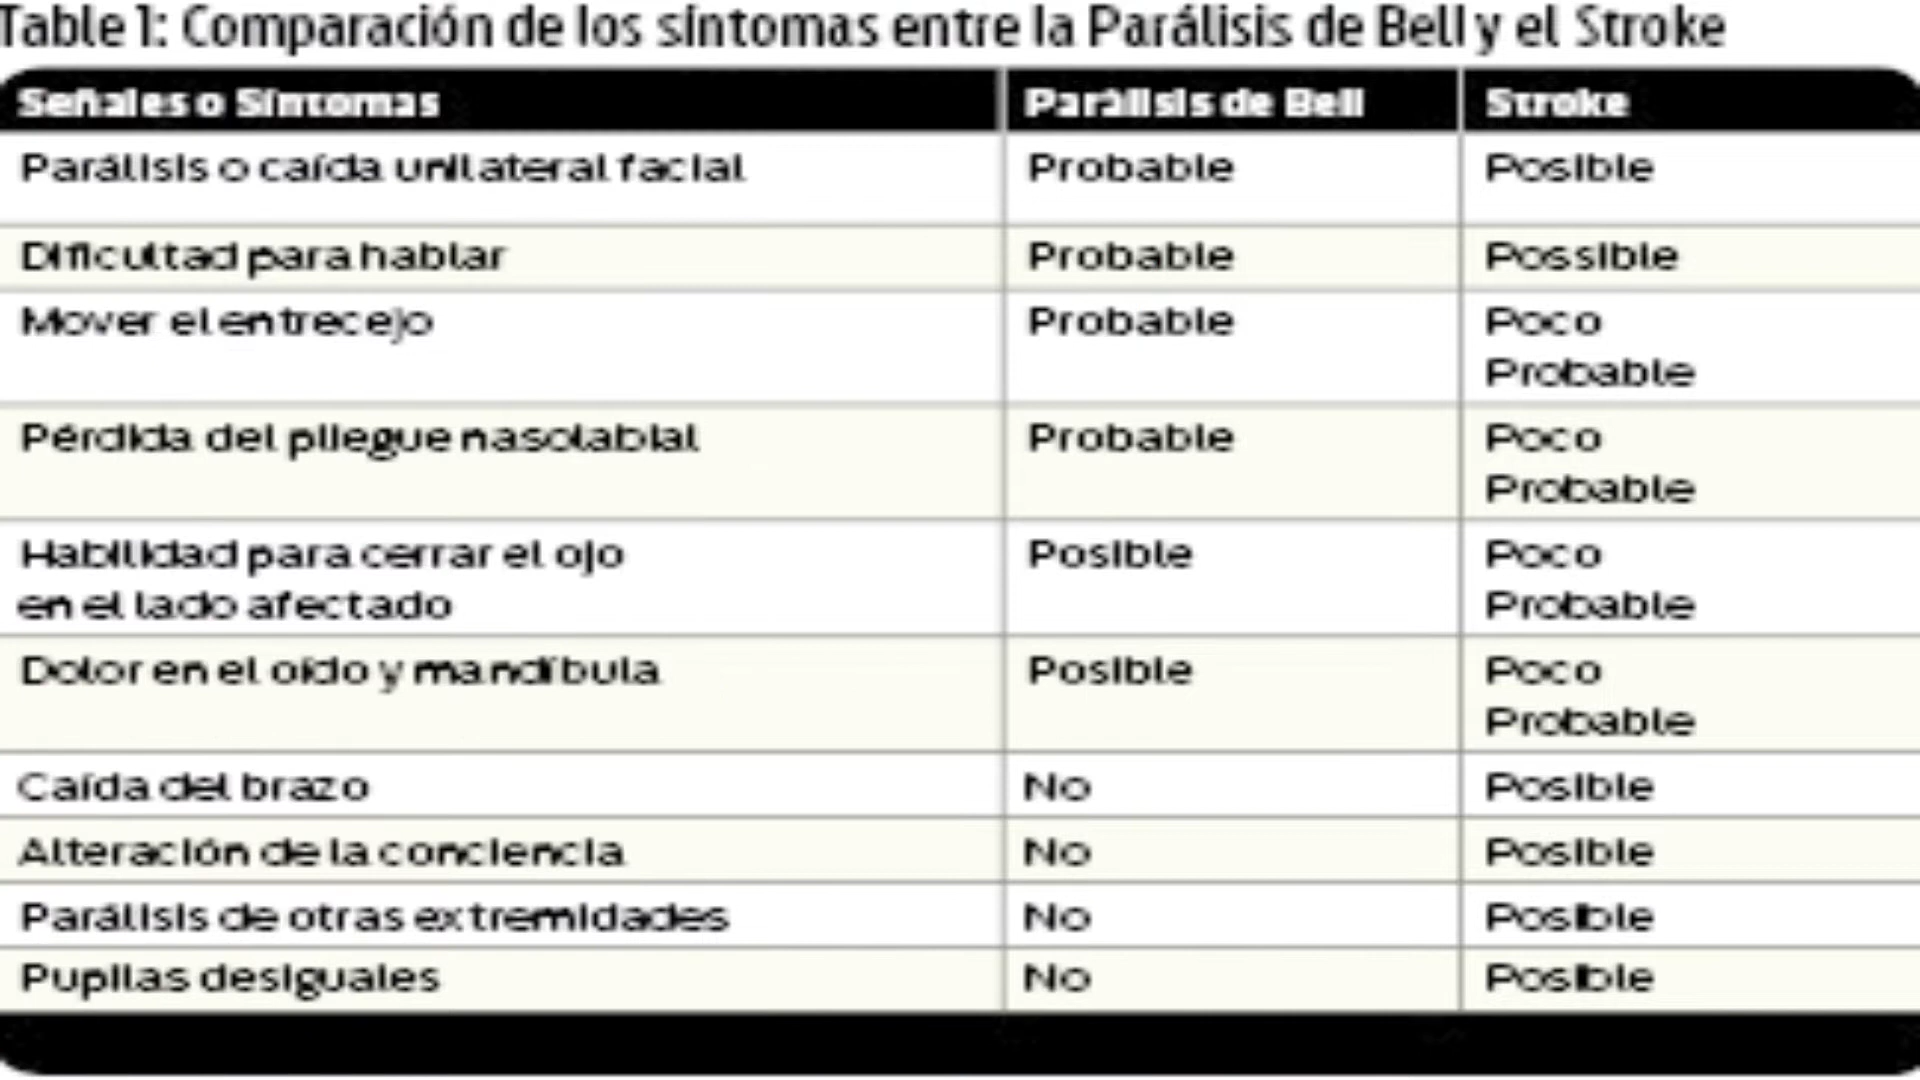 Table 1: Comparación de los síntomas entre la Parálisis de Bell y el Stroke
Señales o Síntomas Parálisis de Bell Stroke
Parálisis o caída unilateral facial Probable Posible
Dificultad para hablar Probable Possible
Mover el entrecejo Probable Poco
Probable
Pérdida del pliegue nasolabial Probable Poco
Probable
Habilidad para cerrar el ojo Posible Poco
en el lado afectado Probable
Dolor en el oído y mandíbula Posible Poco
Probable
Caída del brazo No Posible
Alteración de la conciencia No Posible
Parálisis de otras extremidades No Posible
Pupilas desiguales No Posible